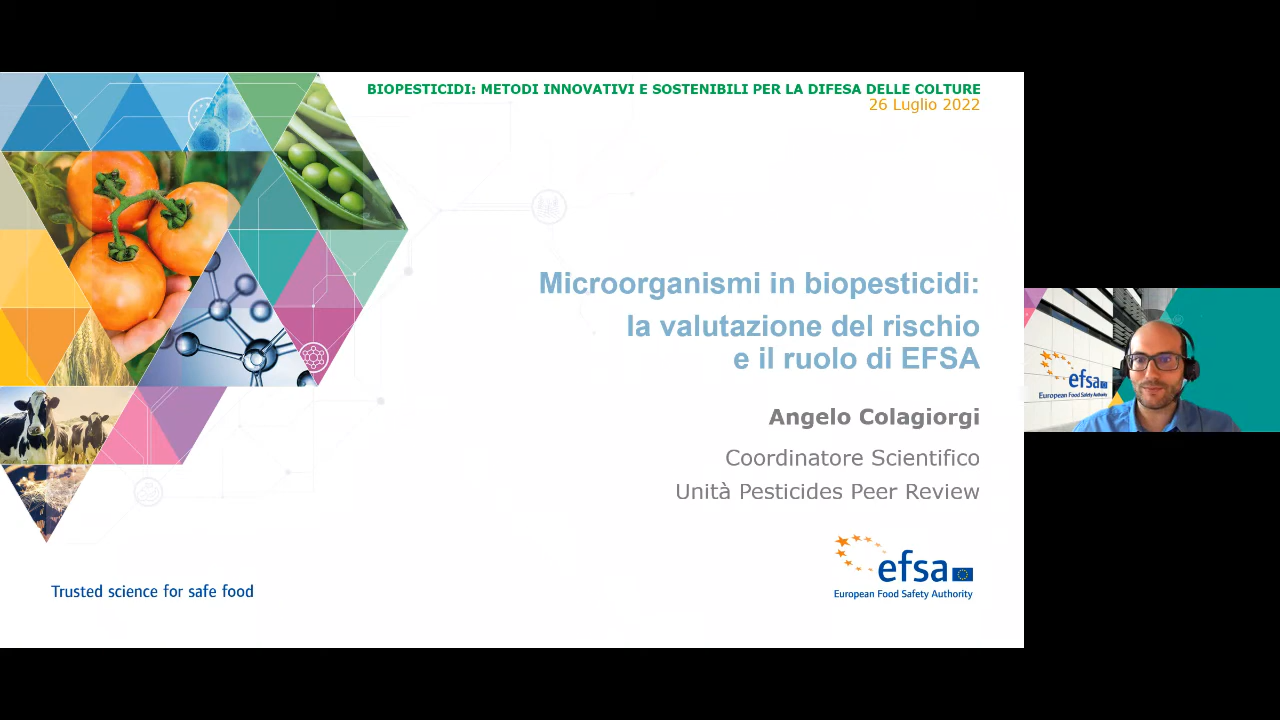 BIOPESTICIDI: METODI INNOVATIVI E SOSTENIBILI PER LA DIFESA DELLE COLTURE
26 Luglio 2022
Microorganismi in biopesticidi:
la valutazione del rischio
e il ruolo di EFSA
Angelo Colagiorgi
Coordinatore Scientifico
Unità Pesticides Peer Review
efsa
European Food Safety Authority
Trusted science for safe food
efsa
European Food Safety Authority